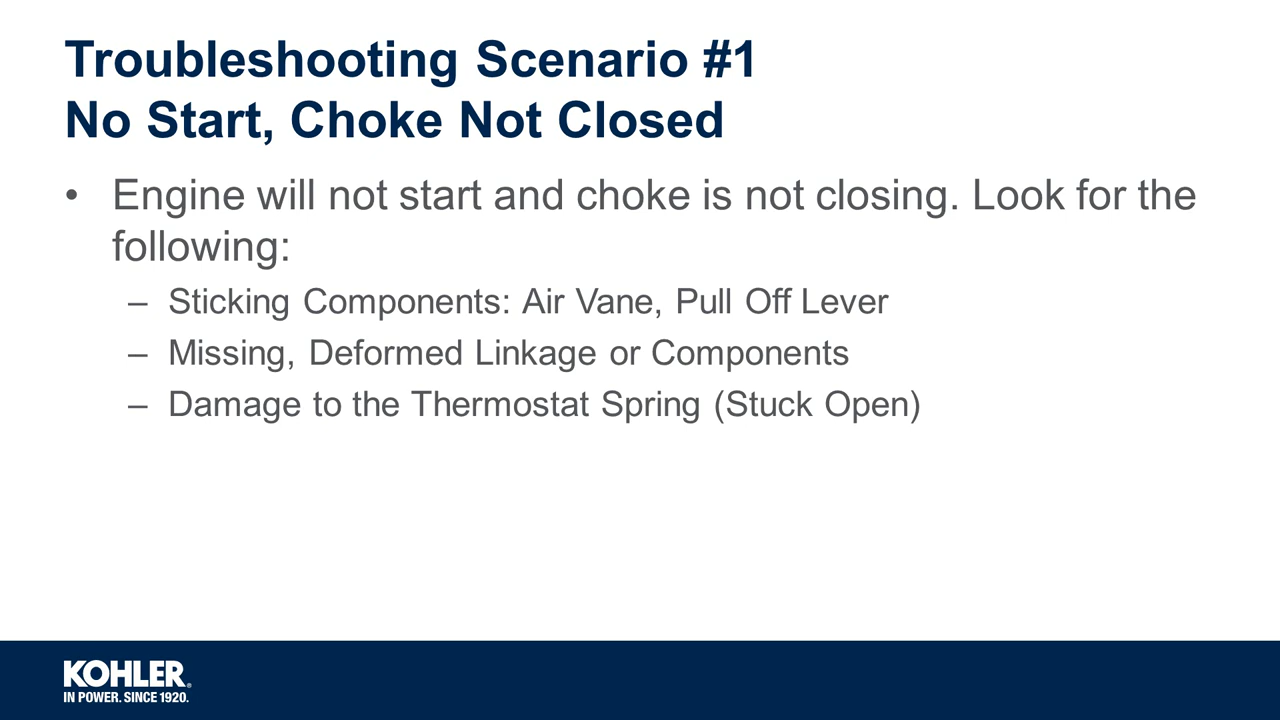 Troubleshooting Scenario #1
No Start, Choke Not Closed
• Engine will not start and choke is not closing. Look for the
following:
– Sticking Components: Air Vane, Pull Off Lever
– Missing, Deformed Linkage or Components
– Damage to the Thermostat Spring (Stuck Open)
KOHLER®
IN POWER. SINCE 1920.